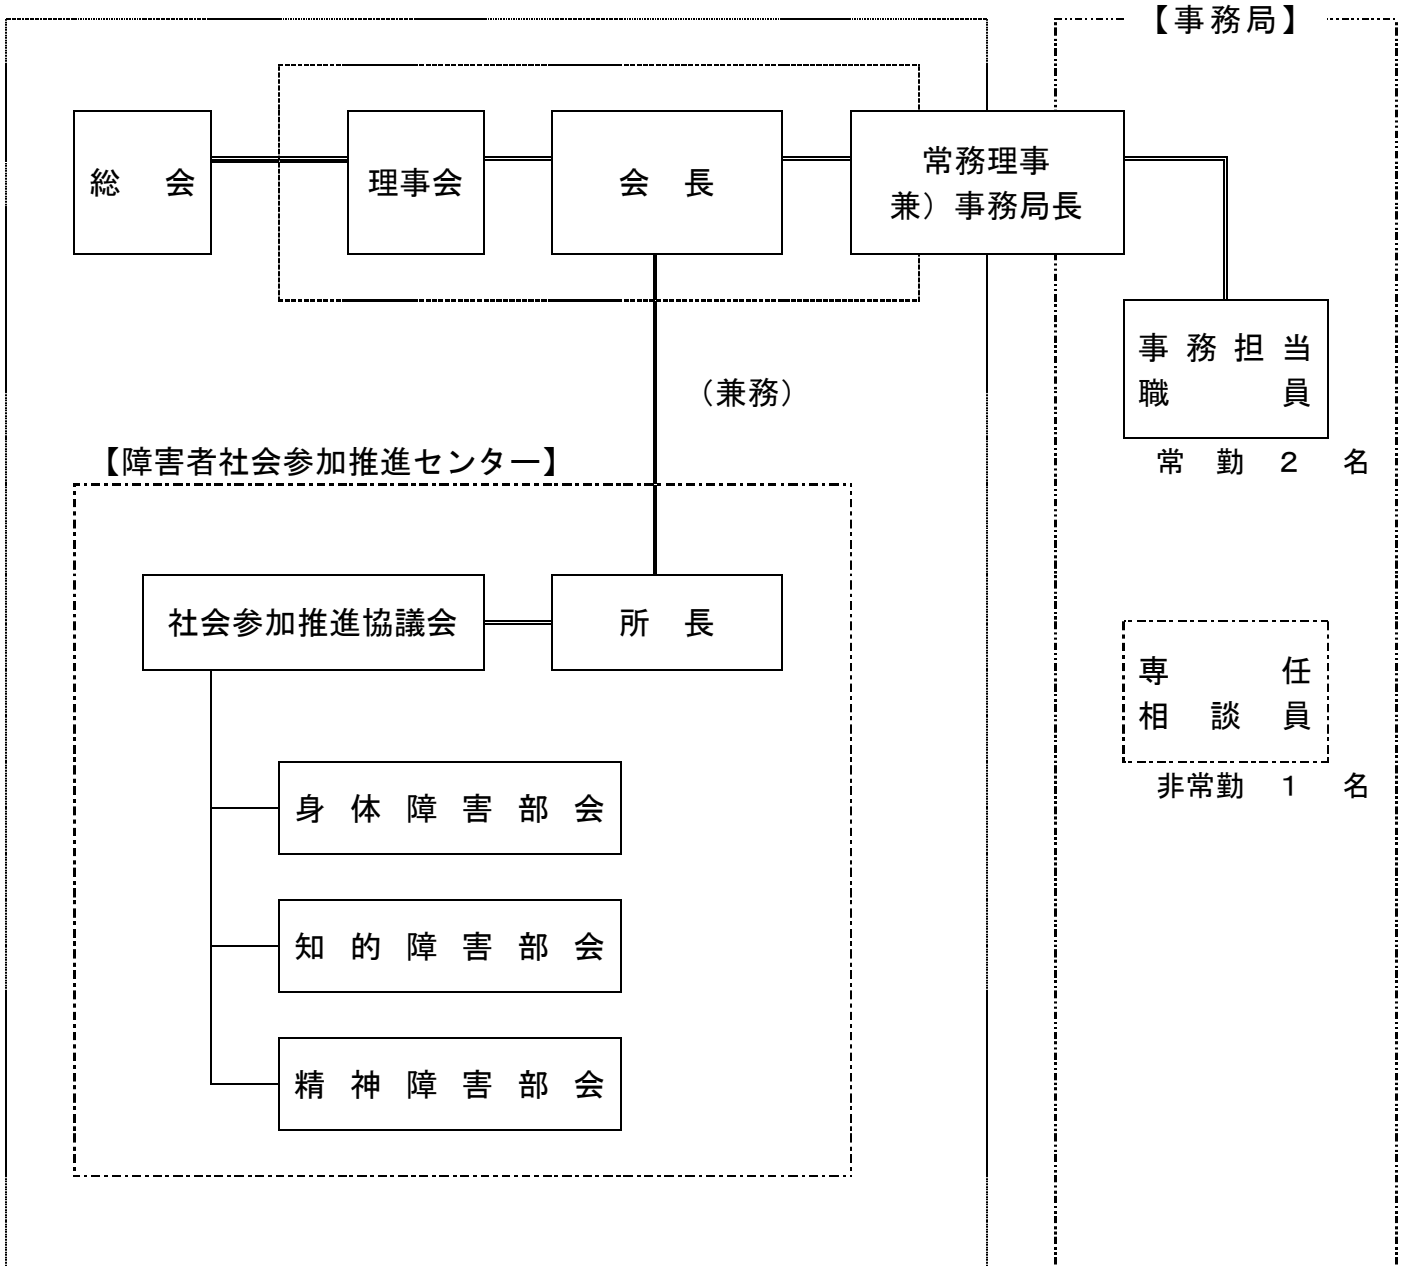 【事務局】
総　会
理事会
会　長
常務理事
兼）事務局長
事務担当
職　員
（兼務）
常　勤　２　名
【障害者社会参加推進センター】
社会参加推進協議会
所　長
専　任
相　談　員
非常勤　１　名
身体障害部会
知的障害部会
精神障害部会